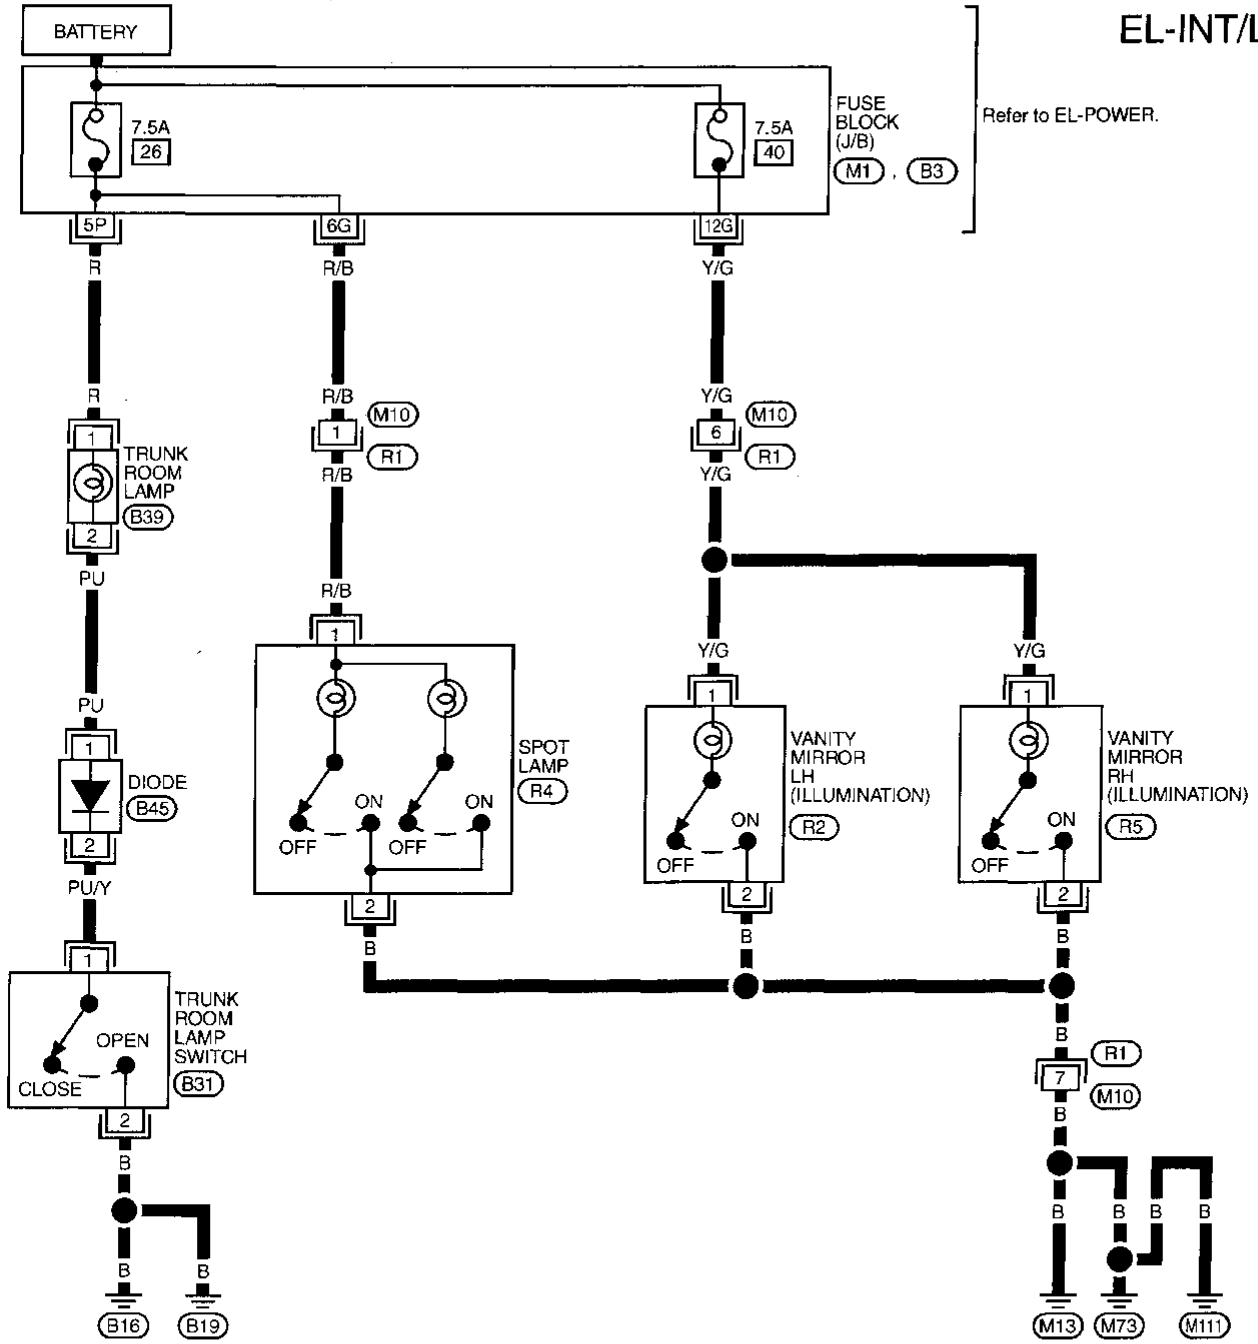 BATTERY
EL-INT/L
7.5A
26
7.5A
40
FUSE
BLOCK
(J/B)
M1 , B3
Refer to EL-POWER.
5P
6G
12G
R
R/B
Y/G
R
R/B
Y/G
1
TRUNK
ROOM
LAMP
B39
2
1
M10
R1
6
M10
R1
R/B
Y/G
PU
R/B
PU
1
DIODE
B45
2
PU/Y
1
SPOT
LAMP
R4
OFF
ON
OFF
ON
2
B
Y/G
Y/G
1
VANITY
MIRROR
LH
(ILLUMINATION)
R2
OFF
ON
2
B
1
VANITY
MIRROR
RH
(ILLUMINATION)
R5
OFF
ON
2
B
1
TRUNK
ROOM
LAMP
SWITCH
B31
OPEN
CLOSE
2
B
B
B
B16
B19
B
7
R1
M10
B
B
B
B
B
M13
M73
M111